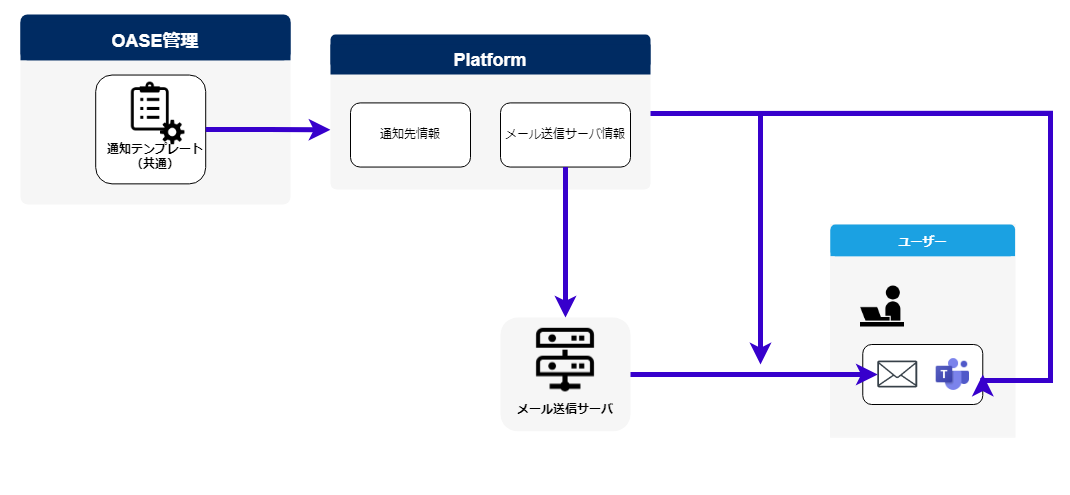 OASE管理
通知テンプレート
（共通）
Platform
通知先情報
メール送信サーバ情報
メール送信サーバ
ユーザー
T